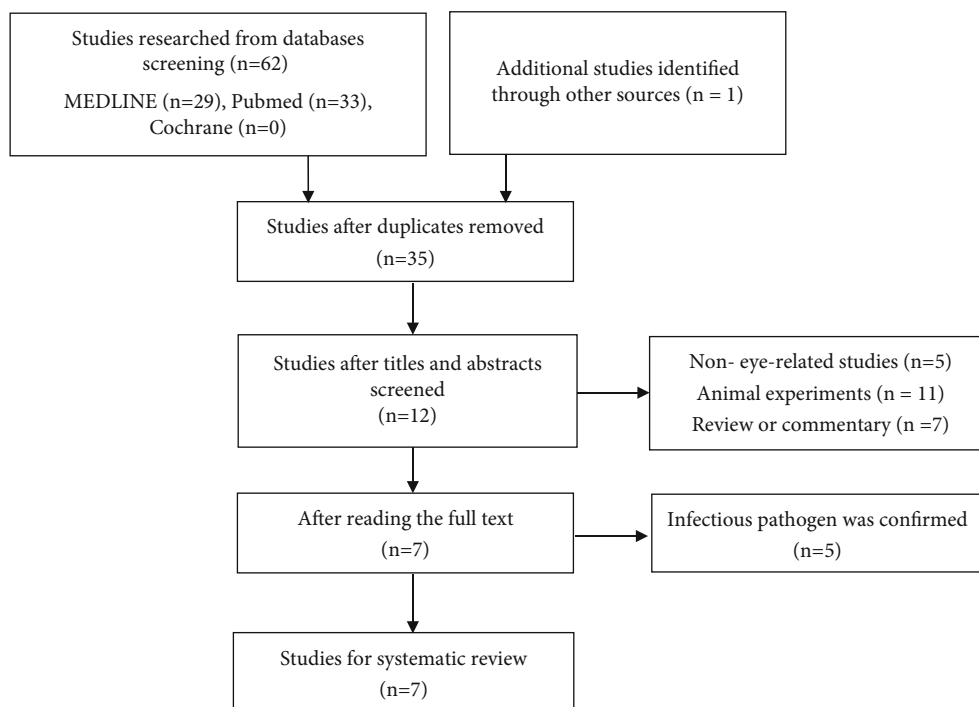 Studies researched from databases
screening (n=62)
MEDLINE (n=29), Pubmed (n=33),
Cochrane (n=0)
Additional studies identified
through other sources (n = 1)
Studies after duplicates removed
(n=35)
Studies after titles and abstracts
screened
(n=12)
Non- eye-related studies (n=5)
Animal experiments (n = 11)
Review or commentary (n =7)
After reading the full text
(n=7)
Infectious pathogen was confirmed
(n=5)
Studies for systematic review
(n=7)